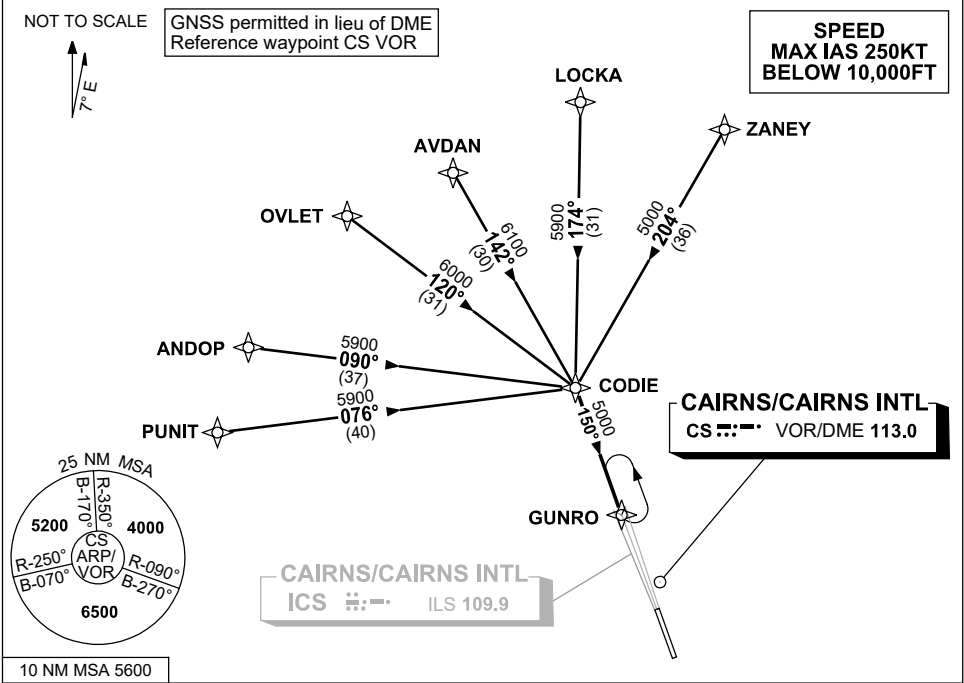 NOT TO SCALE
7° E
GNSS permitted in lieu of DME
Reference waypoint CS VOR
SPEED
MAX IAS 250KT
BELOW 10,000FT
LOCKA
ZANEY
AVDAN
OVLET
5900
174°
(31)
5000
204°
(36)
6100
142°
(30)
6000
120°
(31)
ANDOP
5900
090°
(37)
5900
076°
(40)
PUNIT
CODIE
5000
150°
CAIRNS/CAIRNS INTL
CS VOR/DME 113.0
GUNRO
CAIRNS/CAIRNS INTL
ICS ILS 109.9
25 NM MSA
B-170°
R-350°
5200
4000
CS
ARP/
VOR
R-250°
B-070°
R-090°
B-270°
6500
10 NM MSA 5600